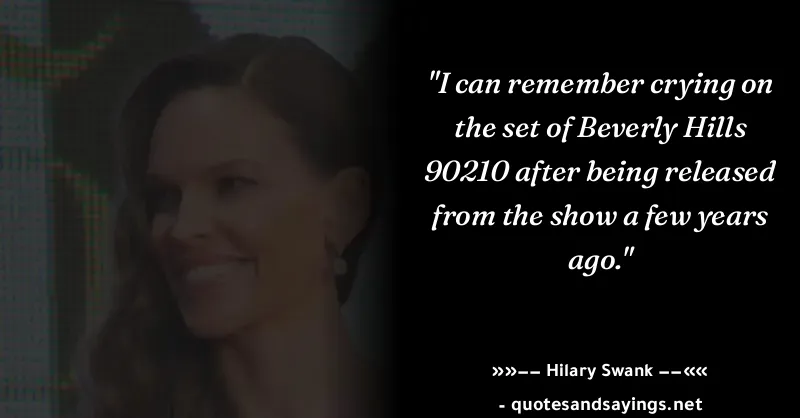 "I can remember crying on
the set of Beverly Hills
90210 after being released
from the show a few years
ago."
»»−− Hilary Swank −−««
- quotesandsayings.net